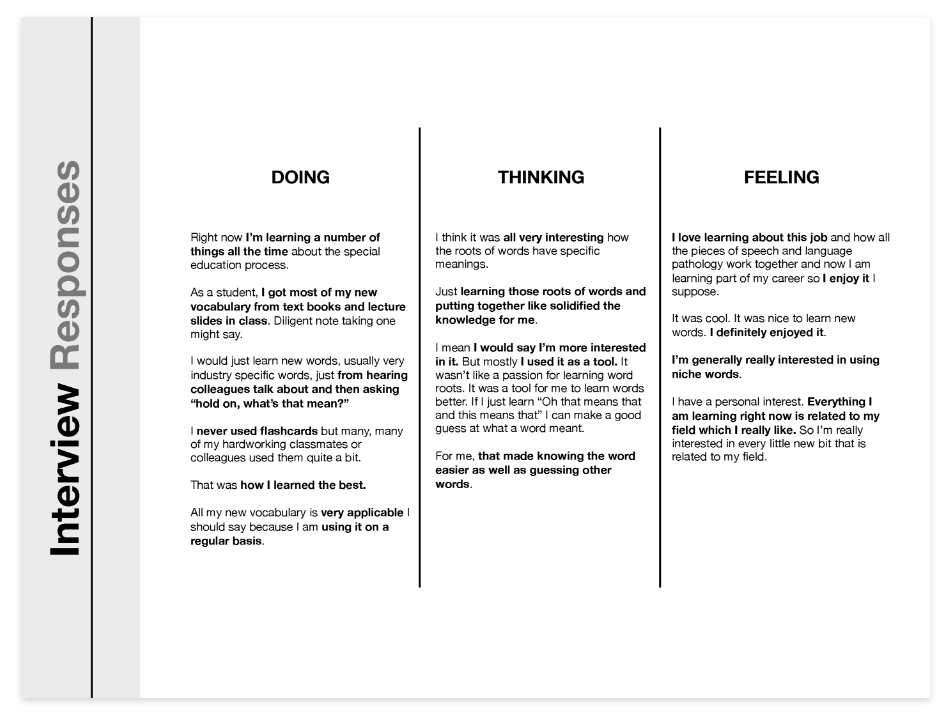 Interview Responses
DOING
Right now I'm learning a number of
things all the time about the special
education process.
As a student, I got most of my new
vocabulary from text books and lecture
slides in class. Diligent note taking one
might say.
I would just learn new words, usually very
industry specific words, just from hearing
colleagues talk about and then asking
“hold on, what's that mean?”
I never used flashcards but many, many
of my hardworking classmates or
colleagues used them quite a bit.
That was how I learned the best.
All my new vocabulary is very applicable I
should say because I am using it on a
regular basis.
THINKING
I think it was all very interesting how
the roots of words have specific
meanings.
Just learning those roots of words and
putting together like solidified the
knowledge for me.
I mean I would say I'm more interested
in it. But mostly I used it as a tool. It
wasn't like a passion for learning word
roots. It was a tool for me to learn words
better. If I just learn “Oh that means that
and this means that” I can make a good
guess at what a word meant.
For me, that made knowing the word
easier as well as guessing other
words.
FEELING
I love learning about this job and how all
the pieces of speech and language
pathology work together and now I am
learning part of my career so I enjoy it I
suppose.
It was cool. It was nice to learn new
words. I definitely enjoyed it.
I'm generally really interested in using
niche words.
I have a personal interest. Everything I
am learning right now is related to my
field which I really like. So I'm really
interested in every little new bit that is
related to my field.